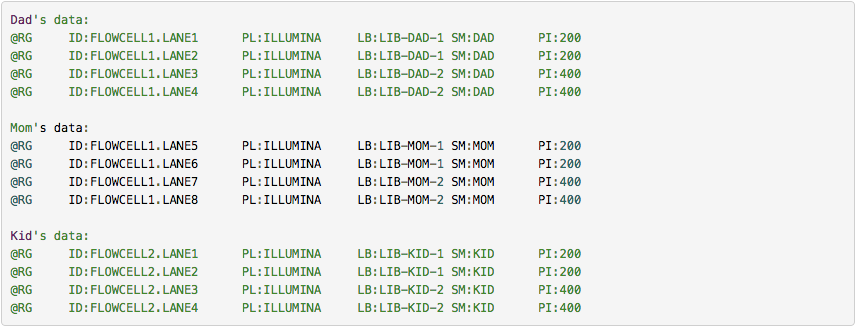 Dad's data:
@RG     ID:FLOWCELL1.LANE1      PL:ILLUMINA     LB:LIB-DAD-1 SM:DAD      PI:200
@RG     ID:FLOWCELL1.LANE2      PL:ILLUMINA     LB:LIB-DAD-1 SM:DAD      PI:200
@RG     ID:FLOWCELL1.LANE3      PL:ILLUMINA     LB:LIB-DAD-2 SM:DAD      PI:400
@RG     ID:FLOWCELL1.LANE4      PL:ILLUMINA     LB:LIB-DAD-2 SM:DAD      PI:400

Mom's data:
@RG     ID:FLOWCELL1.LANE5      PL:ILLUMINA     LB:LIB-MOM-1 SM:MOM      PI:200
@RG     ID:FLOWCELL1.LANE6      PL:ILLUMINA     LB:LIB-MOM-1 SM:MOM      PI:200
@RG     ID:FLOWCELL1.LANE7      PL:ILLUMINA     LB:LIB-MOM-2 SM:MOM      PI:400
@RG     ID:FLOWCELL1.LANE8      PL:ILLUMINA     LB:LIB-MOM-2 SM:MOM      PI:400

Kid's data:
@RG     ID:FLOWCELL2.LANE1      PL:ILLUMINA     LB:LIB-KID-1 SM:KID      PI:200
@RG     ID:FLOWCELL2.LANE2      PL:ILLUMINA     LB:LIB-KID-1 SM:KID      PI:200
@RG     ID:FLOWCELL2.LANE3      PL:ILLUMINA     LB:LIB-KID-2 SM:KID      PI:400
@RG     ID:FLOWCELL2.LANE4      PL:ILLUMINA     LB:LIB-KID-2 SM:KID      PI:400